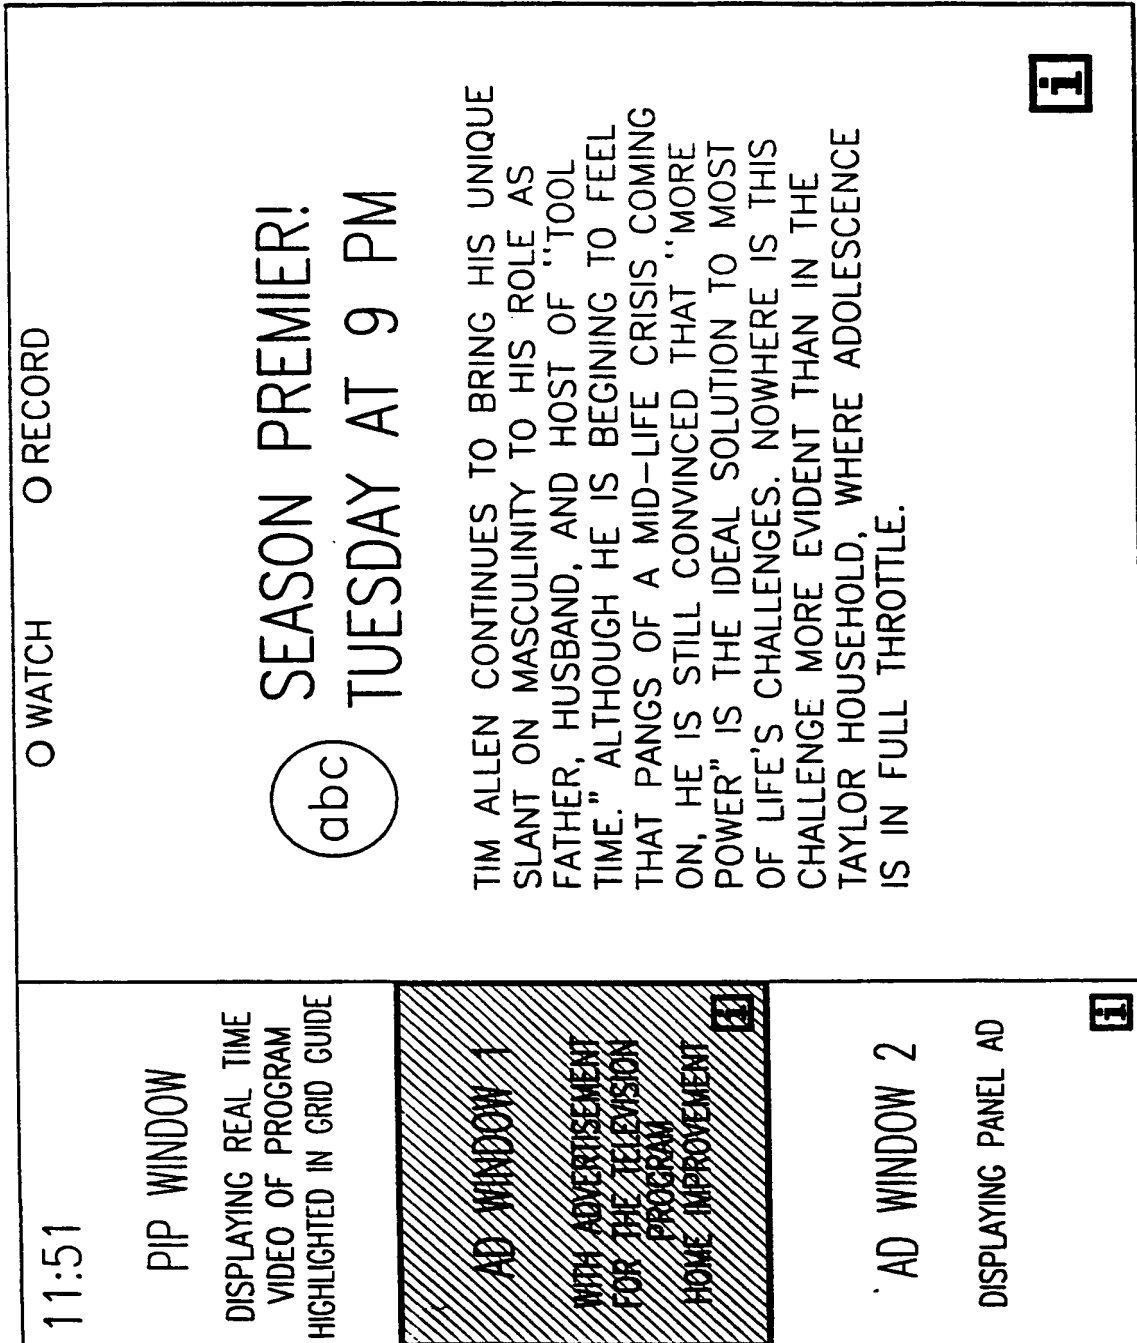 11:51
O WATCH
O RECORD
PIP WINDOW
DISPLAYING REAL TIME
VIDEO OF PROGRAM
HIGHLIGHTED IN GRID GUIDE
AD WINDOW 1
WITH ADVERTISEMENT
FOR THE TELEVISION
PROGRAM
HOME IMPROVEMENT
i
AD WINDOW 2
DISPLAYING PANEL AD
i
abc
SEASON PREMIER!
TUESDAY AT 9 PM
TIM ALLEN CONTINUES TO BRING HIS UNIQUE
SLANT ON MASCULINITY TO HIS ROLE AS
FATHER, HUSBAND, AND HOST OF ``TOOL
TIME." ALTHOUGH HE IS BEGINING TO FEEL
THAT PANGS OF A MID-LIFE CRISIS COMING
ON, HE IS STILL CONVINCED THAT ``MORE
POWER" IS THE IDEAL SOLUTION TO MOST
OF LIFE'S CHALLENGES. NOWHERE IS THIS
CHALLENGE MORE EVIDENT THAN IN THE
TAYLOR HOUSEHOLD, WHERE ADOLESCENCE
IS IN FULL THROTTLE.
i